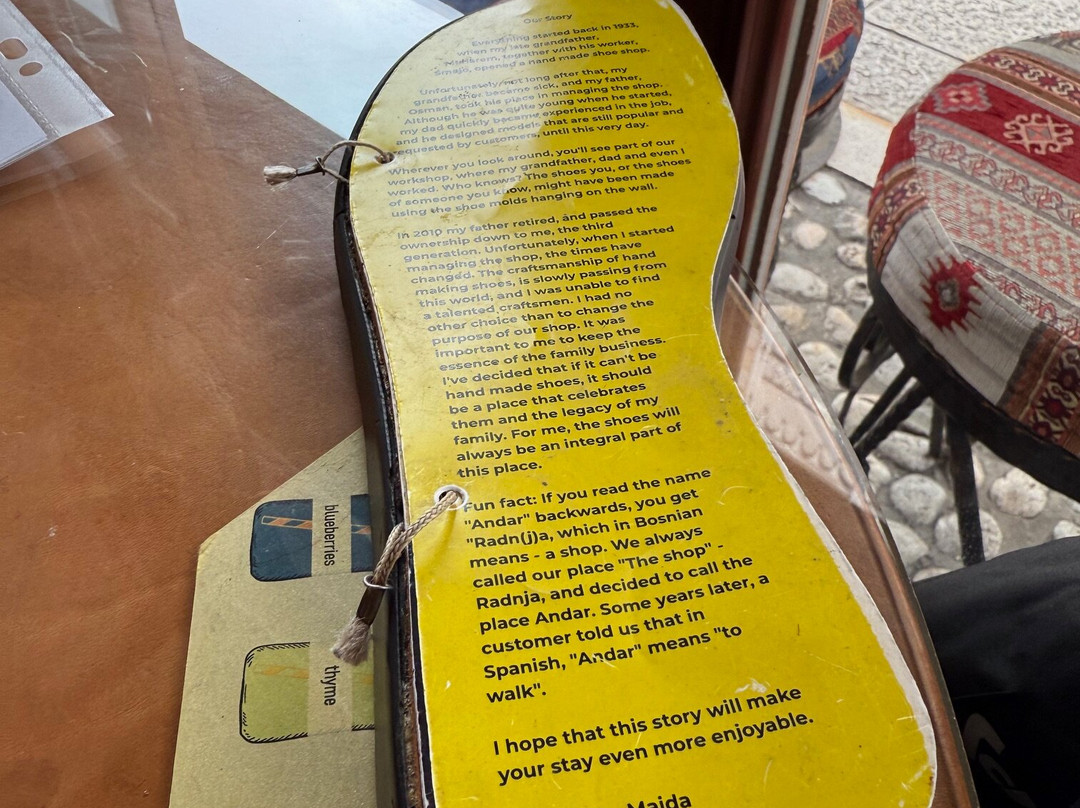 Our Story
Everything started back in 1933,
when my late grandfather,
Muharem, together with his worker,
Smajo, opened a hand made shoe shop.
Unfortunately, not long after that, my
grandfather became sick, and my father,
Osman, took his place in managing the shop.
Although he was quite young when he started,
my dad quickly became experienced in the job,
and he designed models that are still popular and
requested by customers, until this very day.
Wherever you look around, you'll see part of our
workshop, where my grandfather, dad and even I
worked. Who knows? The shoes you, or the shoes
of someone you know, might have been made
using the shoe molds hanging on the wall.
In 2010 my father retired, and passed the
ownership down to me, the third
generation. Unfortunately, when I started
managing the shop, the times have
changed. The craftsmanship of hand
making shoes, is slowly passing from
this world, and I was unable to find
a talented craftsmen. I had no
other choice than to change the
purpose of our shop. It was
important to me to keep the
essence of the family business.
I've decided that if it can't be
hand made shoes, it should
be a place that celebrates
them and the legacy of my
family. For me, the shoes will
always be an integral part of
this place.
Fun fact: If you read the name
"Andar" backwards, you get
"Radn(j)a, which in Bosnian
means - a shop. We always
called our place "The shop" -
Radnja, and decided to call the
place Andar. Some years later, a
customer told us that in
Spanish, "Andar" means "to
walk".
I hope that this story will make
your stay even more enjoyable.
Maida
blueberries
thyme